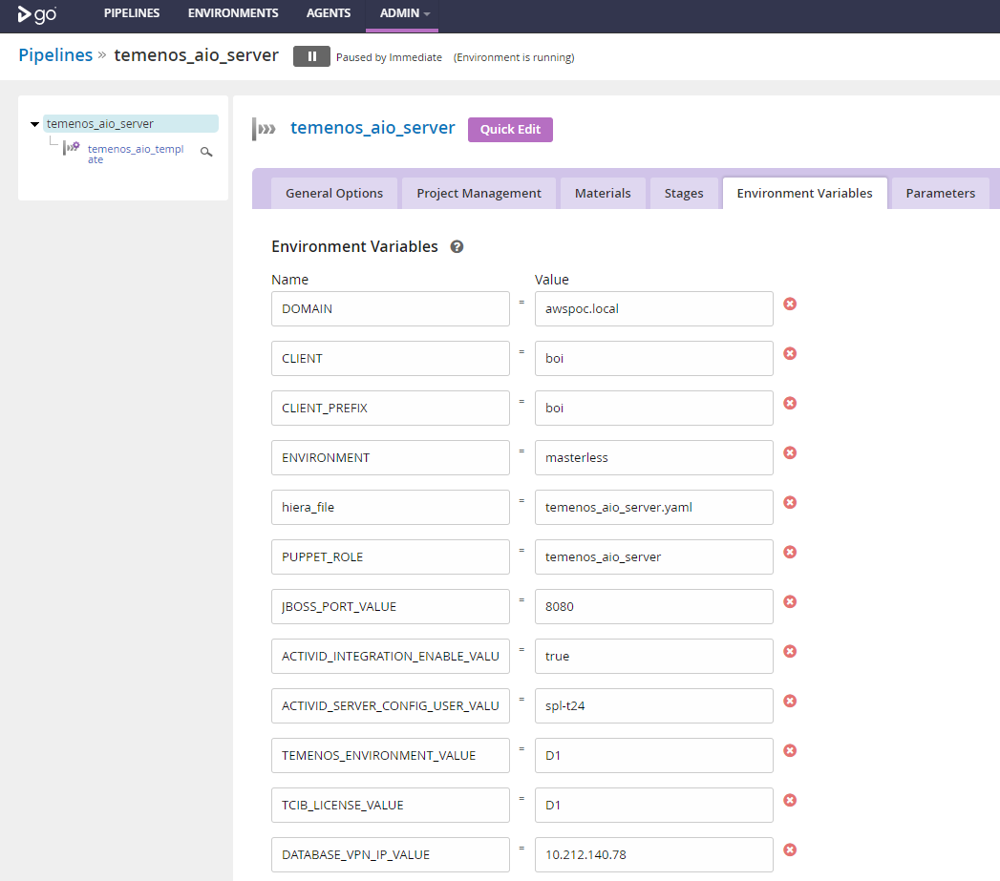 go
PIPELINES ENVIRONMENTS AGENTS ADMIN
Pipelines » temenos_aio_server Paused by Immediate (Environment is running)
temenos_aio_server
temenos_aio_templ
ate
temenos_aio_server Quick Edit
General Options Project Management Materials Stages Environment Variables Parameters
Environment Variables ?
Name Value
DOMAIN = awspoc.local
CLIENT = boi
CLIENT_PREFIX = boi
ENVIRONMENT = masterless
hiera_file = temenos_aio_server.yaml
PUPPET_ROLE = temenos_aio_server
JBOSS_PORT_VALUE = 8080
ACTIVID_INTEGRATION_ENABLE_VALU = true
ACTIVID_SERVER_CONFIG_USER_VALU = spl-t24
TEMENOS_ENVIRONMENT_VALUE = D1
TCIB_LICENSE_VALUE = D1
DATABASE_VPN_IP_VALUE = 10.212.140.78